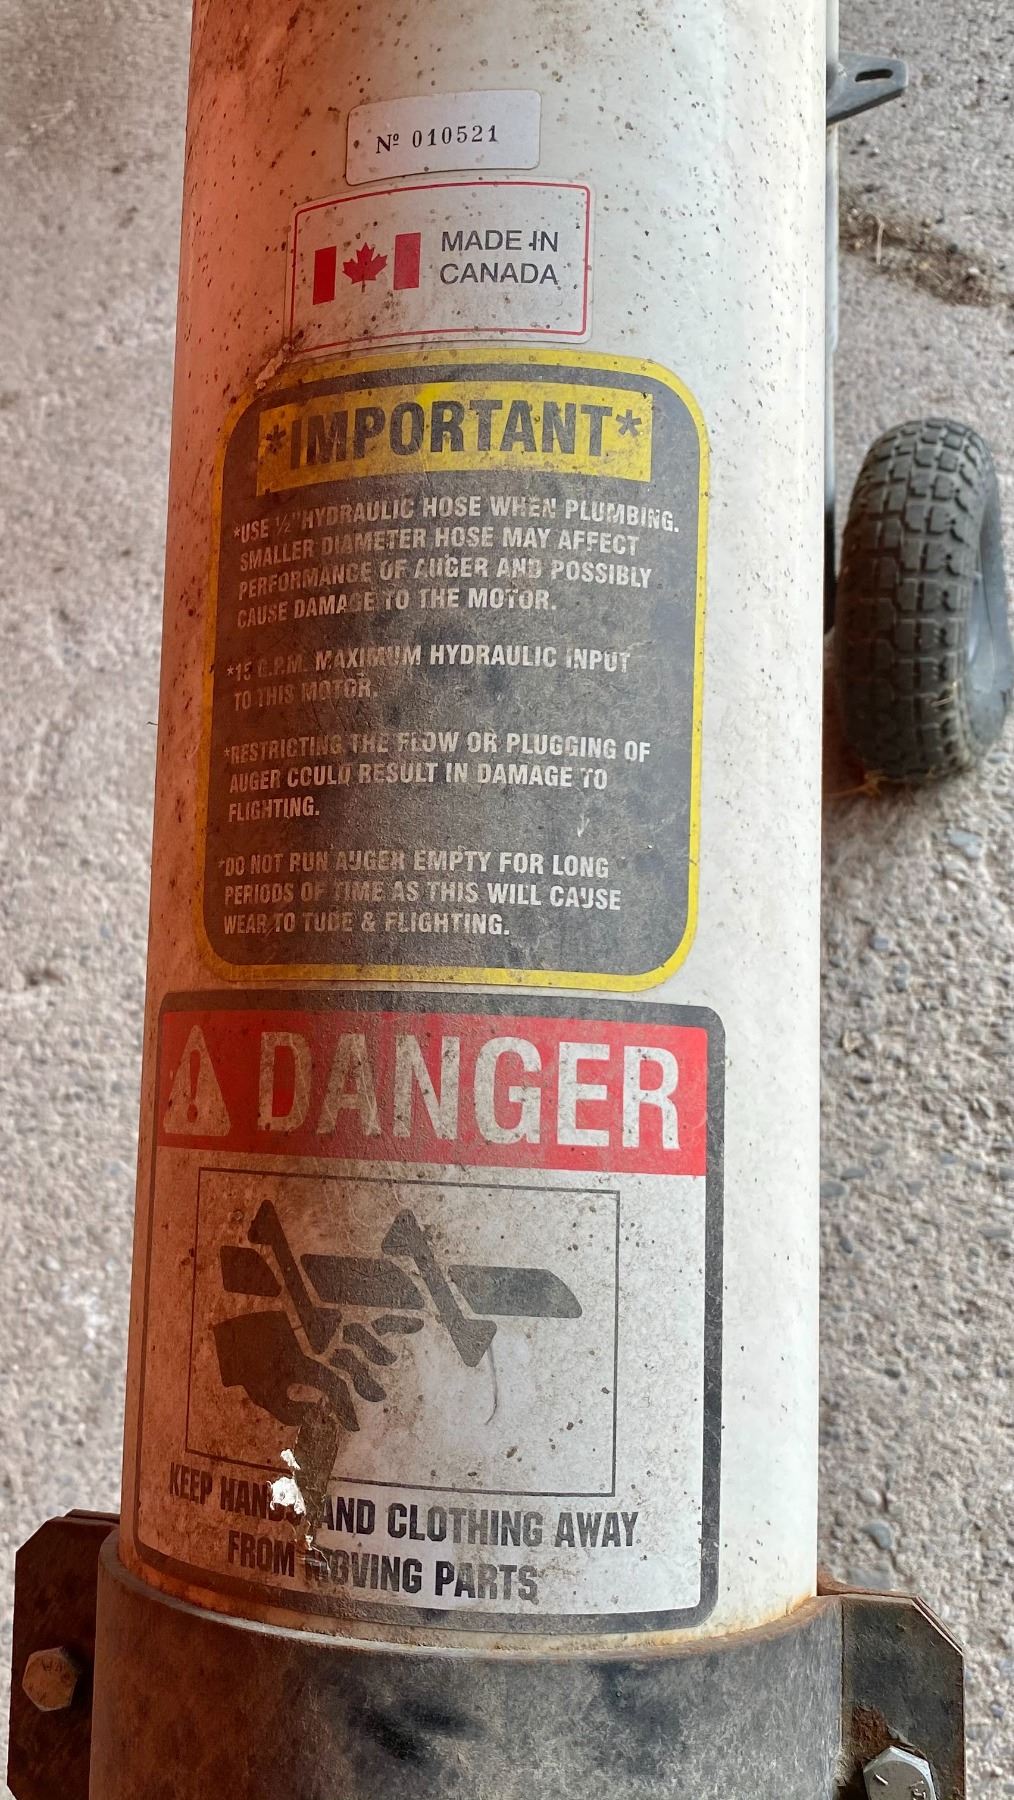 Nº 010521
MADE IN
CANADA
*IMPORTANT*
*USE ½" HYDRAULIC HOSE WHEN PLUMBING.
SMALLER DIAMETER HOSE MAY AFFECT
PERFORMANCE OF AUGER AND POSSIBLY
CAUSE DAMAGE TO THE MOTOR.
*15 G.P.M. MAXIMUM HYDRAULIC INPUT
TO THIS MOTOR.
*RESTRICTING THE FLOW OR PLUGGING OF
AUGER COULD RESULT IN DAMAGE TO
FLIGHTING.
*DO NOT RUN AUGER EMPTY FOR LONG
PERIODS OF TIME AS THIS WILL CAUSE
WEAR TO TUBE & FLIGHTING.
DANGER
KEEP HANDS AND CLOTHING AWAY
FROM MOVING PARTS